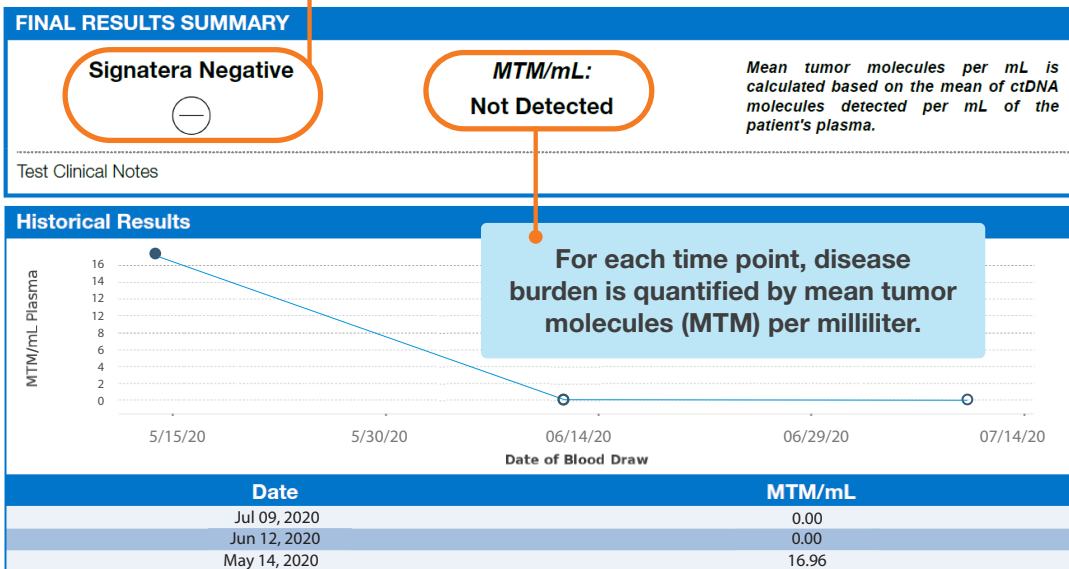 FINAL RESULTS SUMMARY
Signatera Negative
MTM/mL:
Not Detected
Mean tumor molecules per mL is
calculated based on the mean of ctDNA
molecules detected per mL of the
patient's plasma.
Test Clinical Notes
Historical Results
For each time point, disease
burden is quantified by mean tumor
molecules (MTM) per milliliter.
MTM/mL Plasma
16
14
12
12
8
6
4
2
0
5/15/20
5/30/20
06/14/20
06/29/20
07/14/20
Date of Blood Draw
Date MTM/mL
Jul 09, 2020 0.00
Jun 12, 2020 0.00
May 14, 2020 16.96